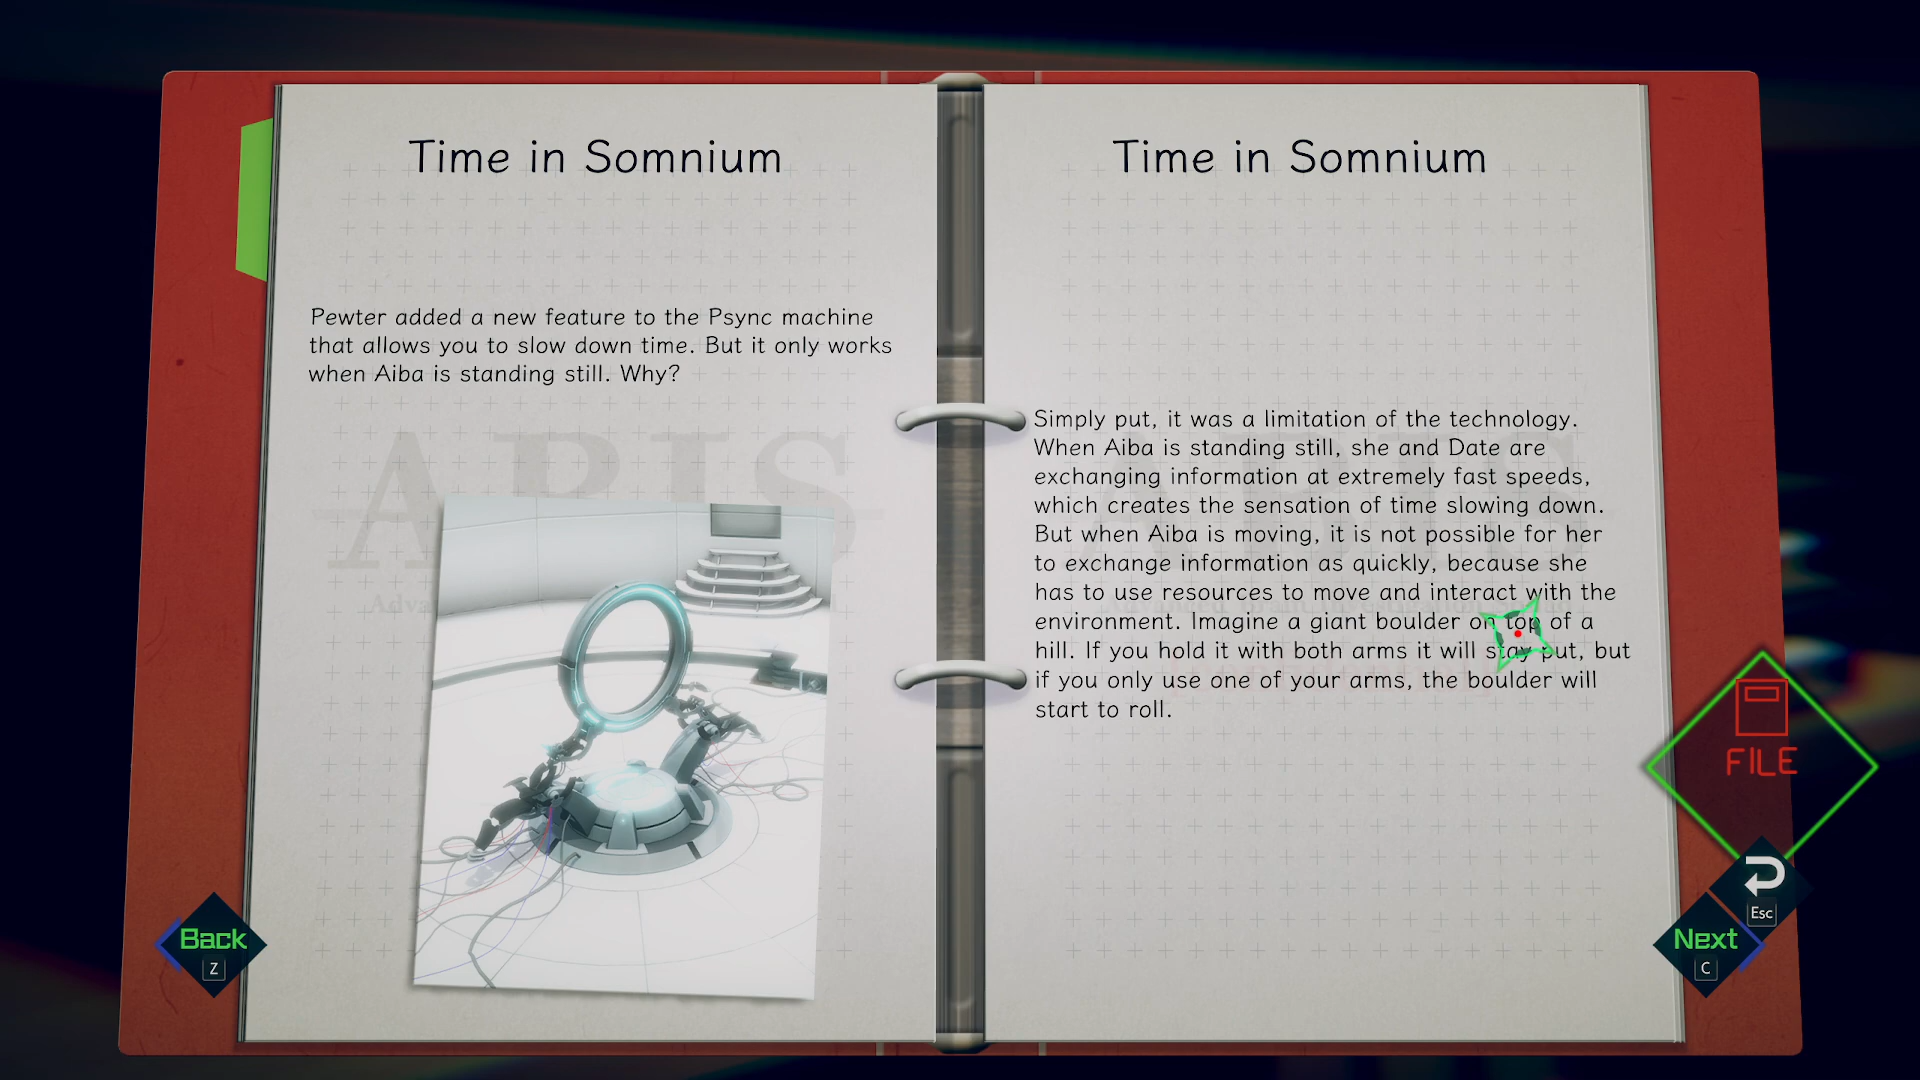 Time in Somnium
Pewter added a new feature to the Psync machine
that allows you to slow down time. But it only works
when Aiba is standing still. Why?
ABIS
Time in Somnium
Simply put, it was a limitation of the technology.
When Aiba is standing still, she and Date are
exchanging information at extremely fast speeds,
which creates the sensation of time slowing down.
But when Aiba is moving, it is not possible for her
to exchange information as quickly, because she
has to use resources to move and interact with the
environment. Imagine a giant boulder on top of a
hill. If you hold it with both arms it will stay put, but
if you only use one of your arms, the boulder will
start to roll.
ABIS
FILE
Esc
Back
Z
Next
C